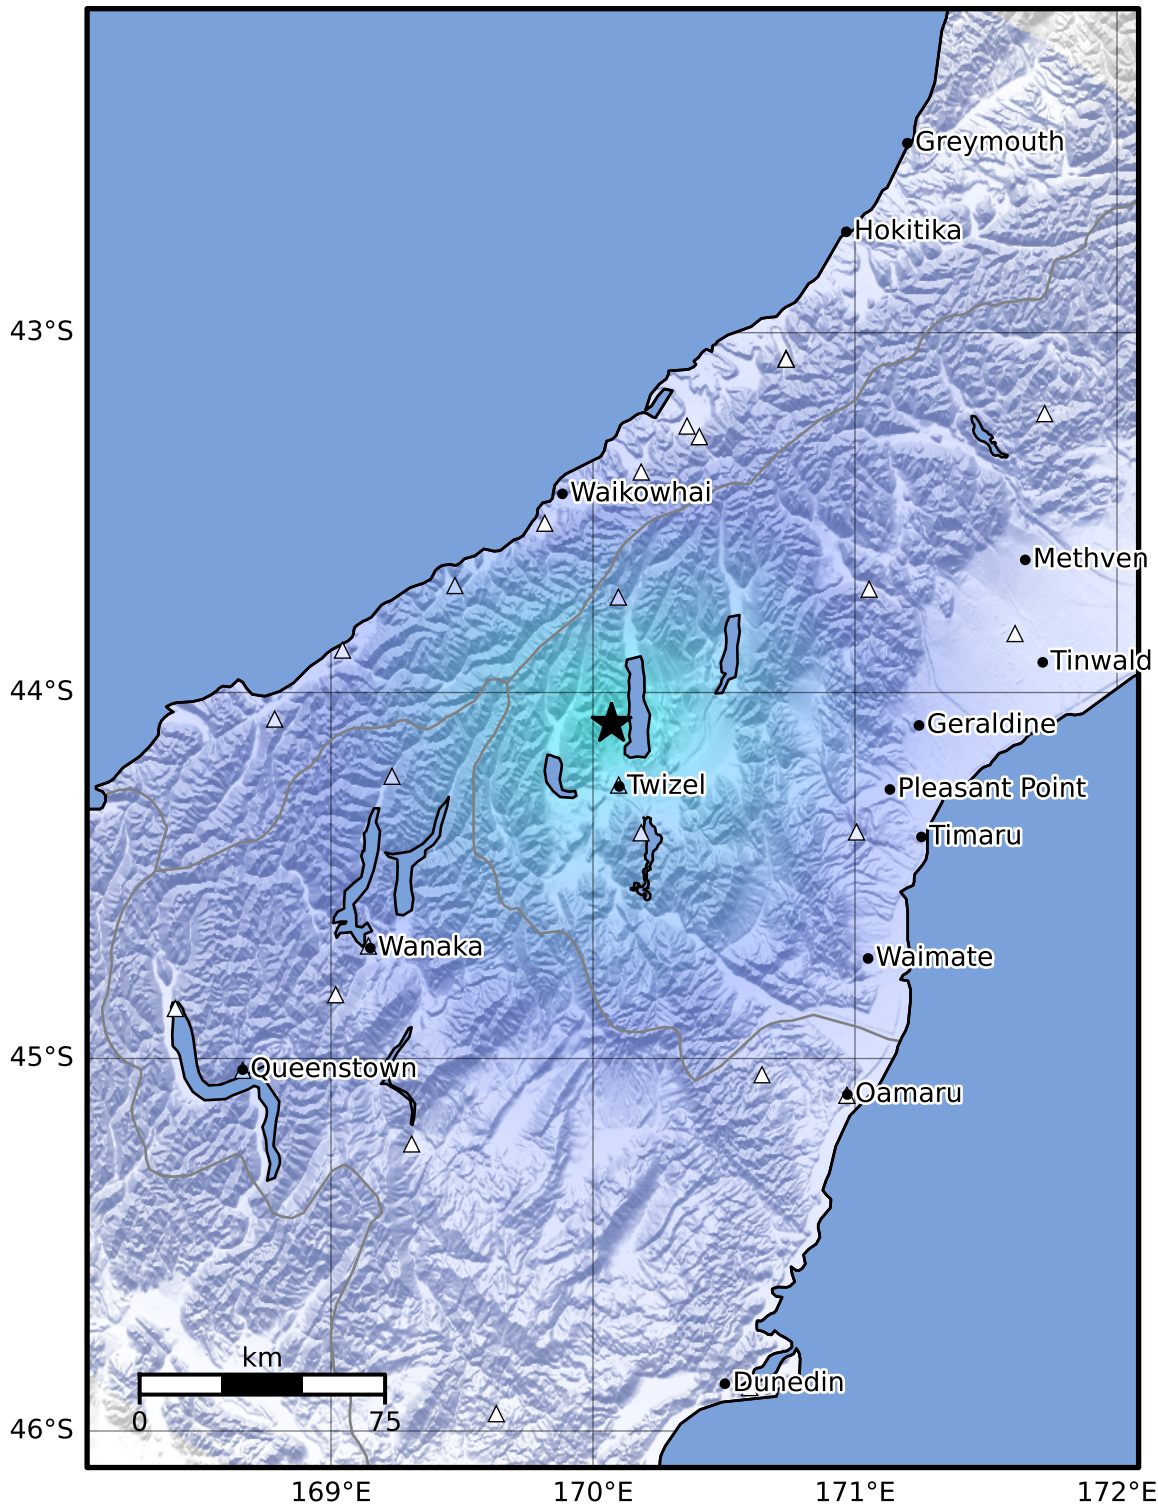 Greymouth
Hokitika
43°S
Waikowhai
Methven
Tinwald
44°S
Geraldine
Twizel
Pleasant Point
Timaru
Wanaka
Waimate
45°S
Queenstown
Oamaru
km
Dunedin
0 75
46°S
169°E 170°E 171°E 172°E